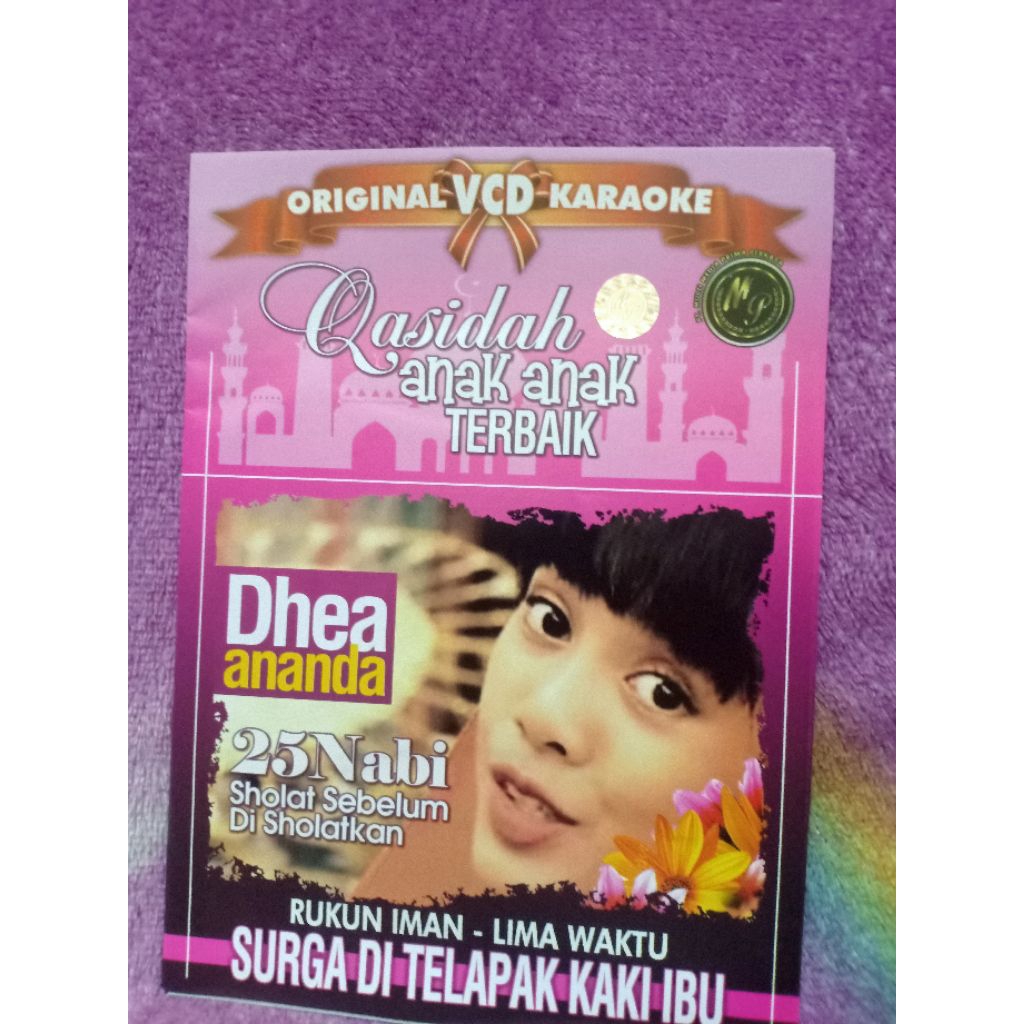 ORIGINAL VCD KARAOKE
Qasidah
anak anak
TERBAIK
Dhea
ananda
25Nabi
Sholat Sebelum
Di Sholatkan
RUKUN IMAN - LIMA WAKTU
SURGA DI TELAPAK KAKI IBU